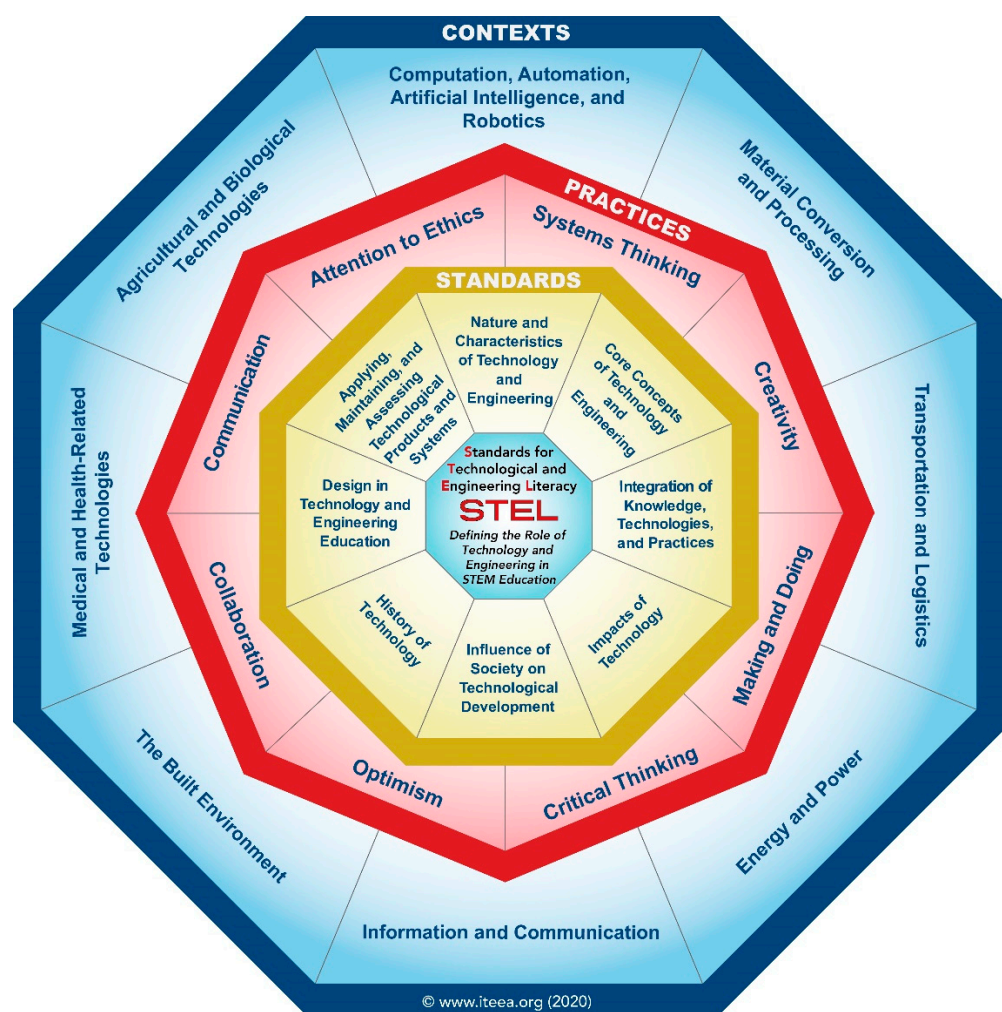 CONTEXTS
Computation, Automation,
Artificial Intelligence, and
Robotics
Material Conversion
and Processing
Transportation and Logistics
Energy and Power
Information and Communication
The Built Environment
Medical and Health-Related
Technologies
Agricultural and Biological
Technologies
PRACTICES
Systems Thinking
Creativity
Making and Doing
Critical Thinking
Optimism
Collaboration
Communication
Attention to Ethics
STANDARDS
Nature and
Characteristics
of Technology
and
Engineering
Core Concepts
of Technology
and
Engineering
Integration of
Knowledge,
Technologies,
and Practices
Impacts of
Technology
Influence of
Society on
Technological
Development
History of
Technology
Design in
Technology and
Engineering
Education
Applying,
Maintaining, and
Assessing
Technological
Products and
Systems
Standards for
Technological and
Engineering Literacy
STEL
Defining the Role of
Technology and
Engineering in
STEM Education
© www.iteea.org (2020)